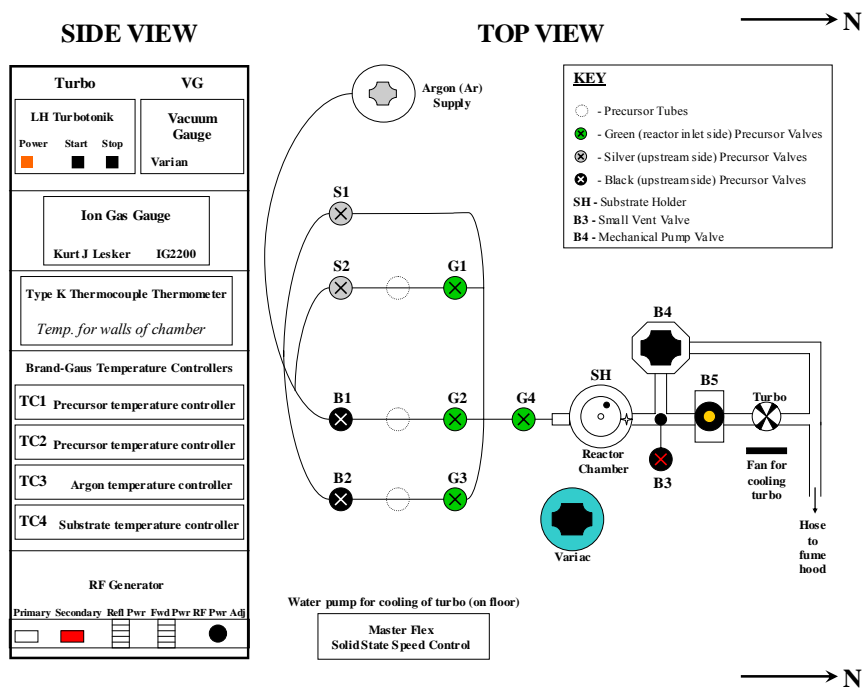 SIDE VIEW
TOP VIEW
N
Turbo
VG
LH Turbotonik
Power Start Stop
Vacuum
Gauge
Varian
Ion Gas Gauge
Kurt J Lesker IG2200
Type K Thermocouple Thermometer
Temp. for walls of chamber
Brand-Gaus Temperature Controllers
TC1 Precursor temperature controller
TC2 Precursor temperature controller
TC3 Argon temperature controller
TC4 Substrate temperature controller
RF Generator
Primary Secondary Refl Pwr Fwd Pwr RF Pwr Adj
Argon (Ar)
Supply
KEY
- Precursor Tubes
- Green (reactor inlet side) Precursor Valves
- Silver (upstream side) Precursor Valves
- Black (upstream side) Precursor Valves
SH - Substrate Holder
B3 - Small Vent Valve
B4 - Mechanical Pump Valve
S1
S2
G1
B1
G2
G4
B2
G3
SH
Reactor
Chamber
B4
B5
Turbo
B3
Fan for
cooling
turbo
Hose
to
fume
hood
Variac
Water pump for cooling of turbo (on floor)
Master Flex
Solid State Speed Control
N